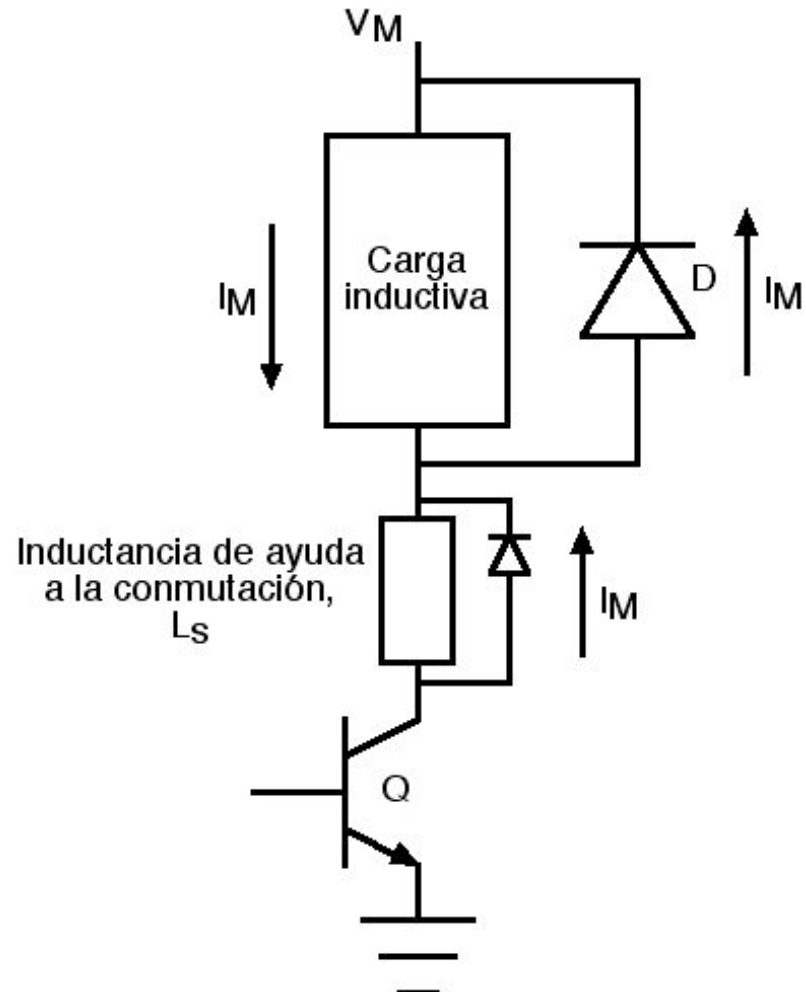 VM
Carga
inductiva
IM
D
IM
Inductancia de ayuda
a la conmutación,
Ls
IM
Q